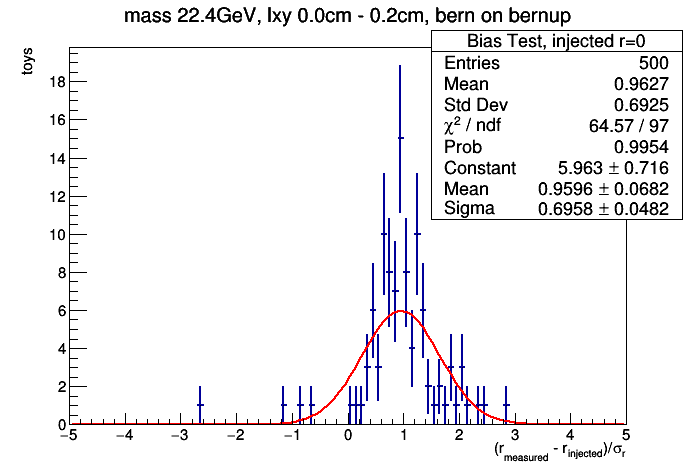 mass 22.4GeV, lxy 0.0cm - 0.2cm, bern on bernup
toys
Bias Test, injected r=0
Entries 500
Mean 0.9627
Std Dev 0.6925
χ² / ndf 64.57 / 97
Prob 0.9954
Constant 5.963 ± 0.716
Mean 0.9596 ± 0.0682
Sigma 0.6958 ± 0.0482
18
16
14
12
10
8
6
4
2
0
−5 −4 −3 −2 −1 0 1 2 3 4 5
(r_measured - r_injected)/σ_r